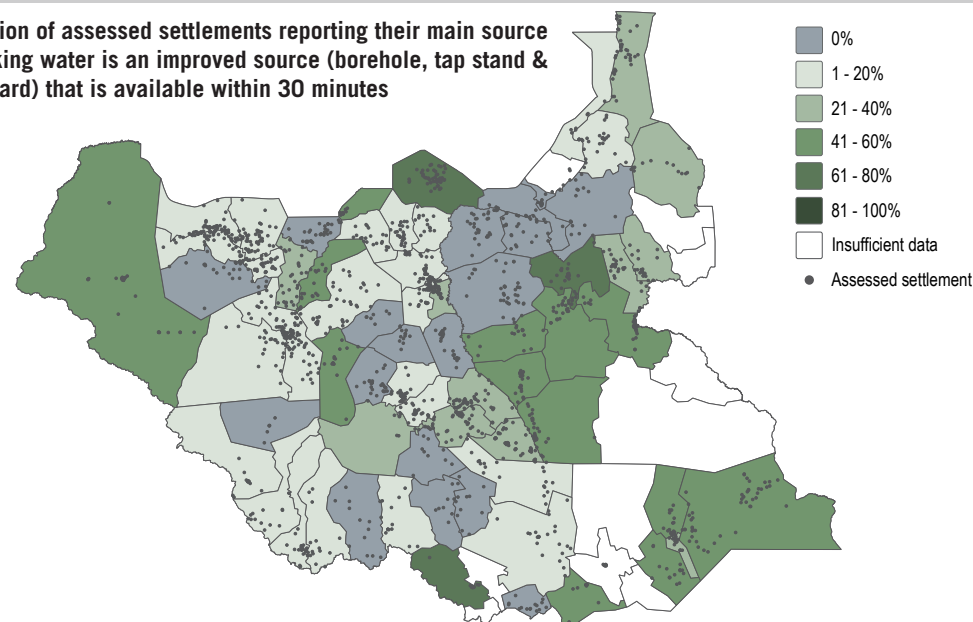 ion of assessed settlements reporting their main source
king water is an improved source (borehole, tap stand &
ard) that is available within 30 minutes
0%
1 - 20%
21 - 40%
41 - 60%
61 - 80%
81 - 100%
Insufficient data
Assessed settlement